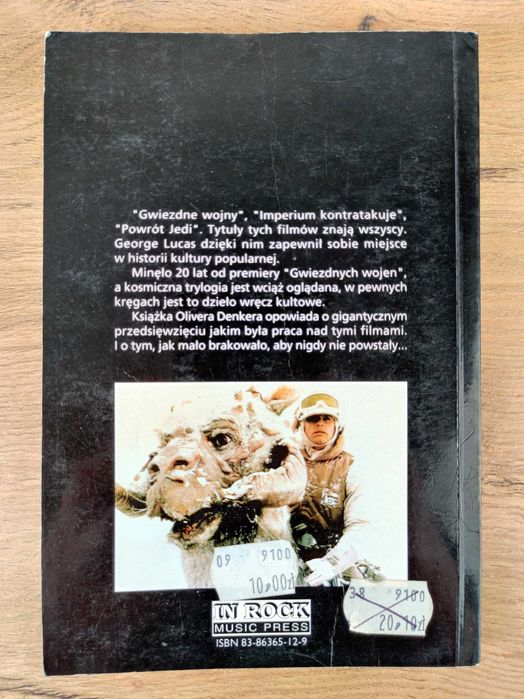 "Gwiezdne wojny", "Imperium kontratakuje",
"Powrót Jedi". Tytuły tych filmów znają wszyscy.
George Lucas dzięki nim zapewnił sobie miejsce
w historii kultury popularnej.
Minęło 20 lat od premiery "Gwiezdnych wojen",
a kosmiczna trylogia jest wciąż oglądana, w pewnych
kręgach jest to dzieło wręcz kultowe.
Książka Olivera Denkera opowiada o gigantycznym
przedsięwzięciu jakim była praca nad tymi filmami.
I o tym, jak mało brakowało, aby nigdy nie powstały...
09 9100
10,00zł
38 9100
20,10zł
IN ROCK
MUSIC PRESS
ISBN 83-86365-12-9